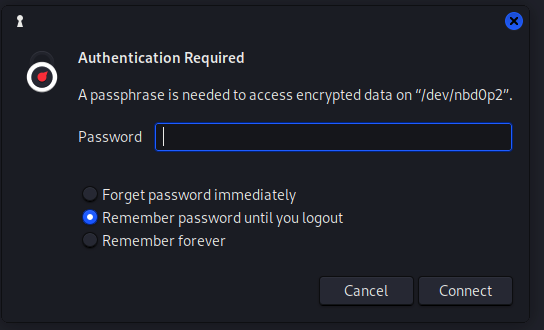 Authentication Required
A passphrase is needed to access encrypted data on “/dev/nbd0p2”.
Password
Forget password immediately
Remember password until you logout
Remember forever
Cancel Connect